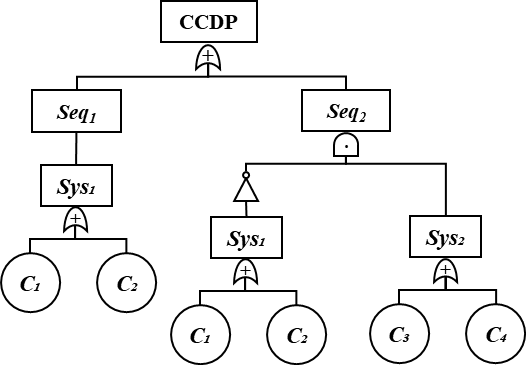 CCDP
+
Seq1
Seq2
·
Sys1
+
Sys1
+
Sys2
+
C1
C2
C1
C2
C3
C4